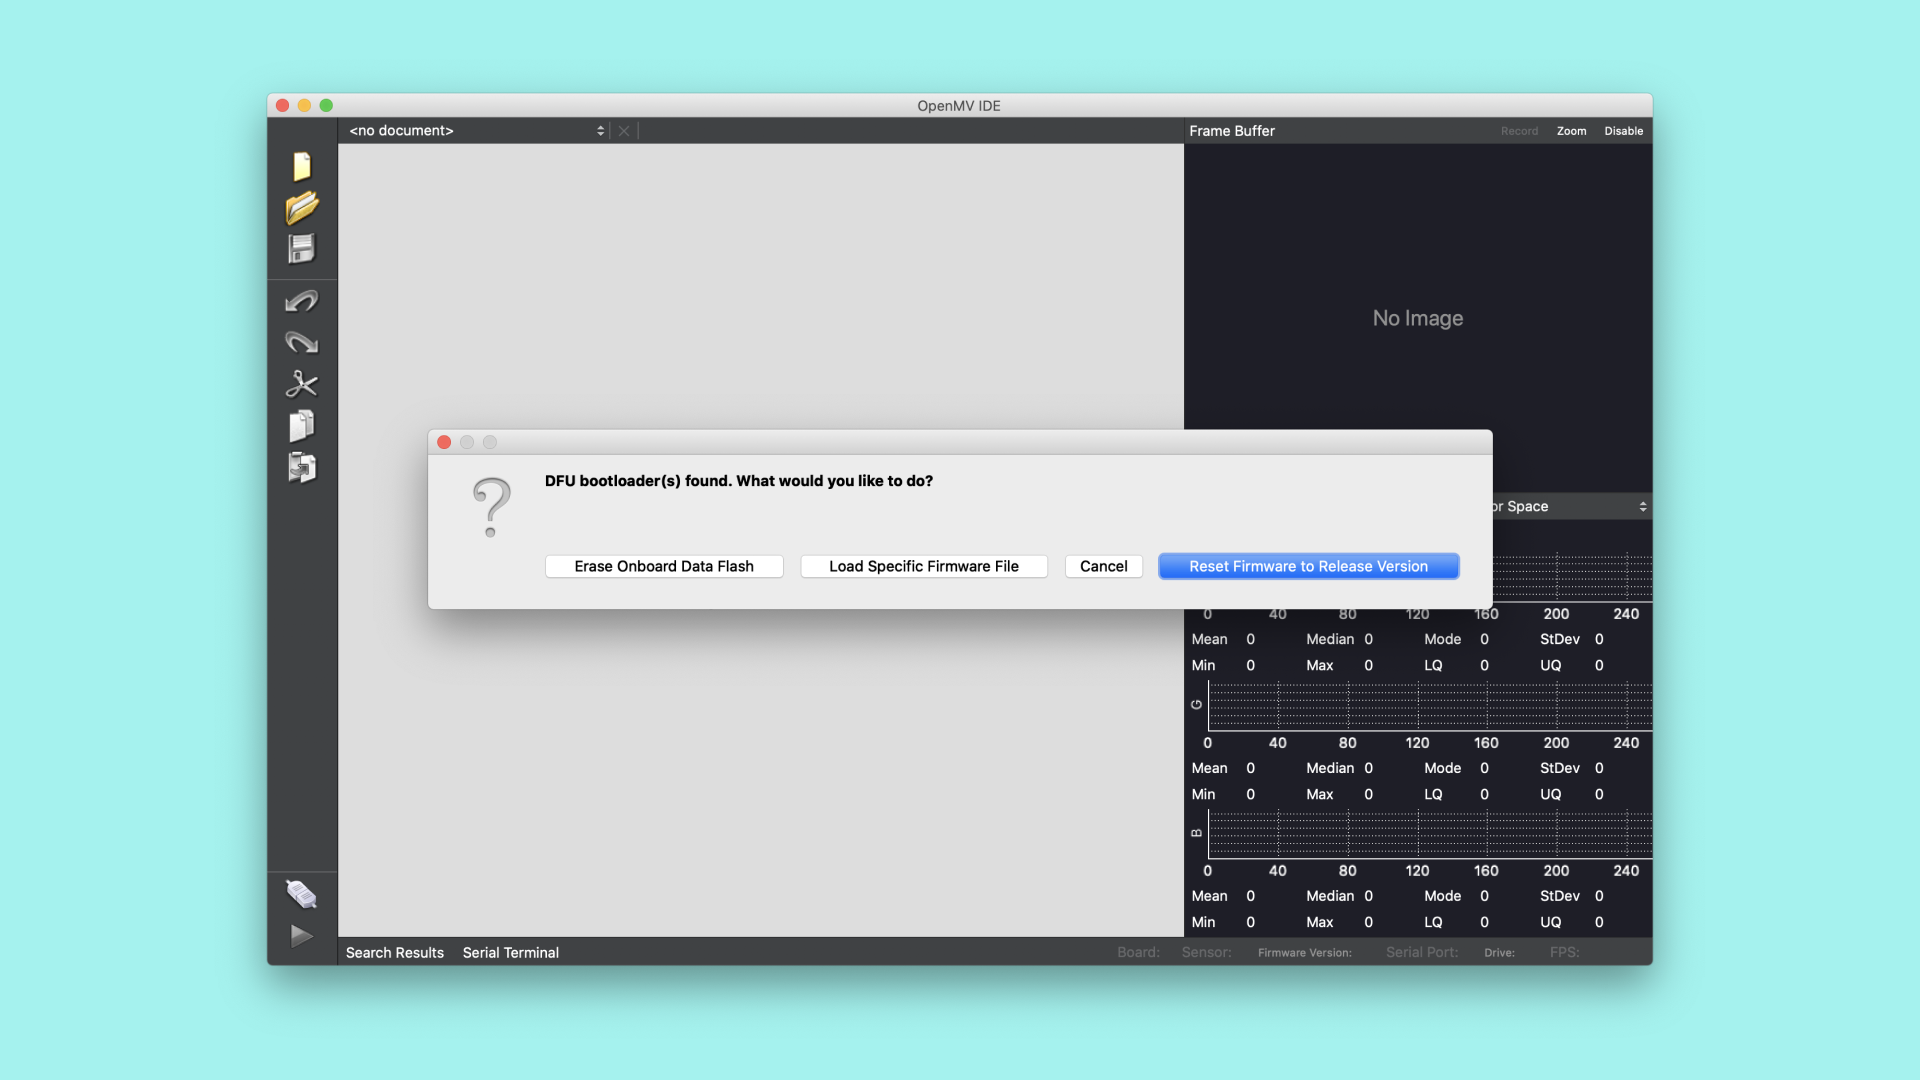 OpenMV IDE
<no document>
Frame Buffer
Record Zoom Disable
No Image
DFU bootloader(s) found. What would you like to do?
Erase Onboard Data Flash
Load Specific Firmware File
Cancel
Reset Firmware to Release Version
Space
0 40 80 120 160 200 240
Mean 0 Median 0 Mode 0 StDev 0
Min 0 Max 0 LQ 0 UQ 0
G
0 40 80 120 160 200 240
Mean 0 Median 0 Mode 0 StDev 0
Min 0 Max 0 LQ 0 UQ 0
B
0 40 80 120 160 200 240
Mean 0 Median 0 Mode 0 StDev 0
Min 0 Max 0 LQ 0 UQ 0
Search Results Serial Terminal
Board: Sensor: Firmware Version: Serial Port: Drive: FPS: